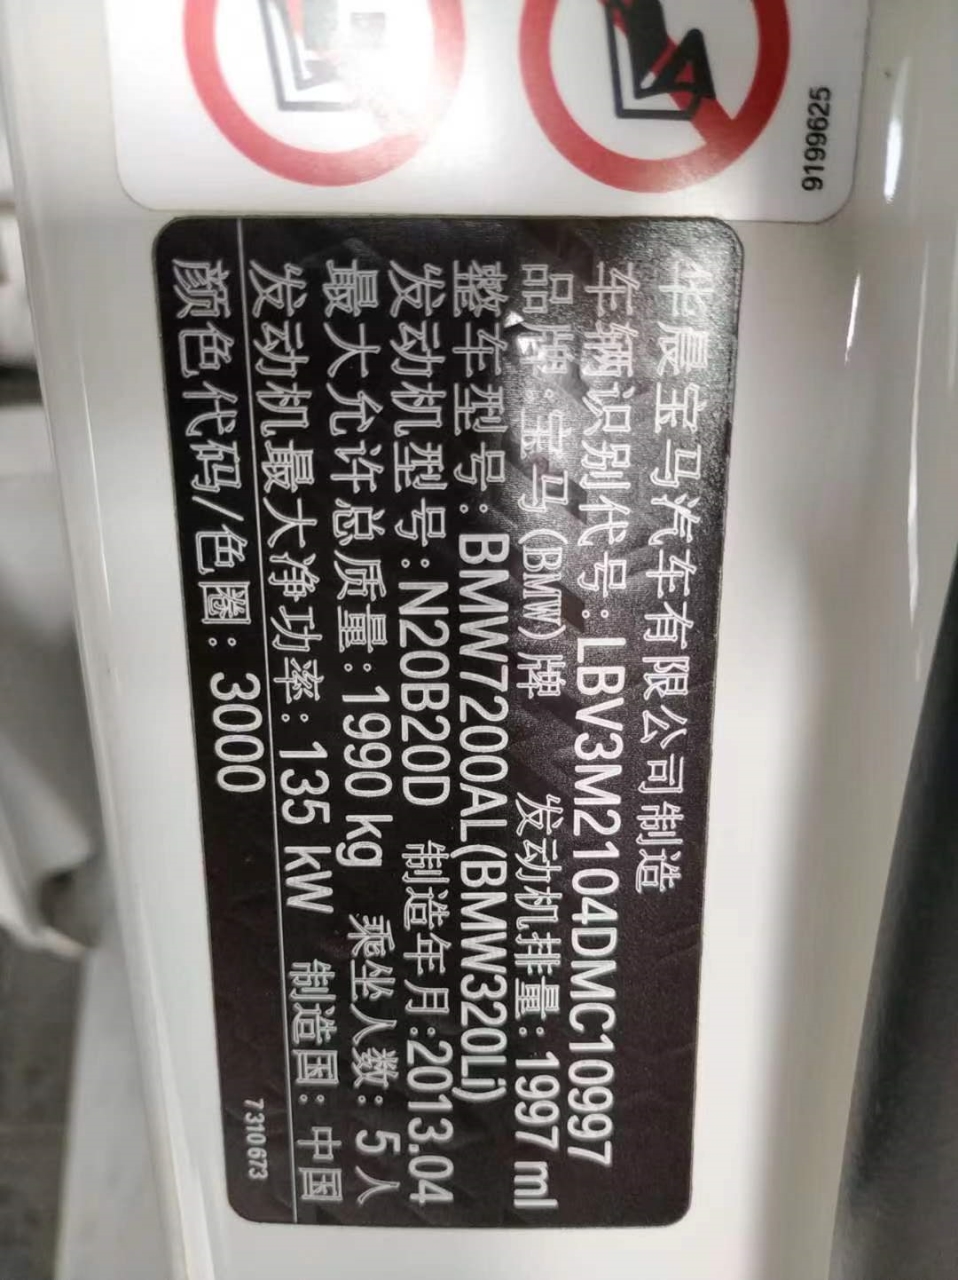 9199625
华晨宝马汽车有限公司制造
车辆识别代号:LBV3M2104DMC10997
品牌:宝马(BMW)牌 发动机排量:1997 ml
整车型号:BMW7200AL(BMW320Li)
发动机型号:N20B20D 制造年月:2013.04
最大允许总质量:1990 kg 乘坐人数:5人
发动机最大净功率:135 kW 制造国:中国
颜色代码/色圈:3000
7310673